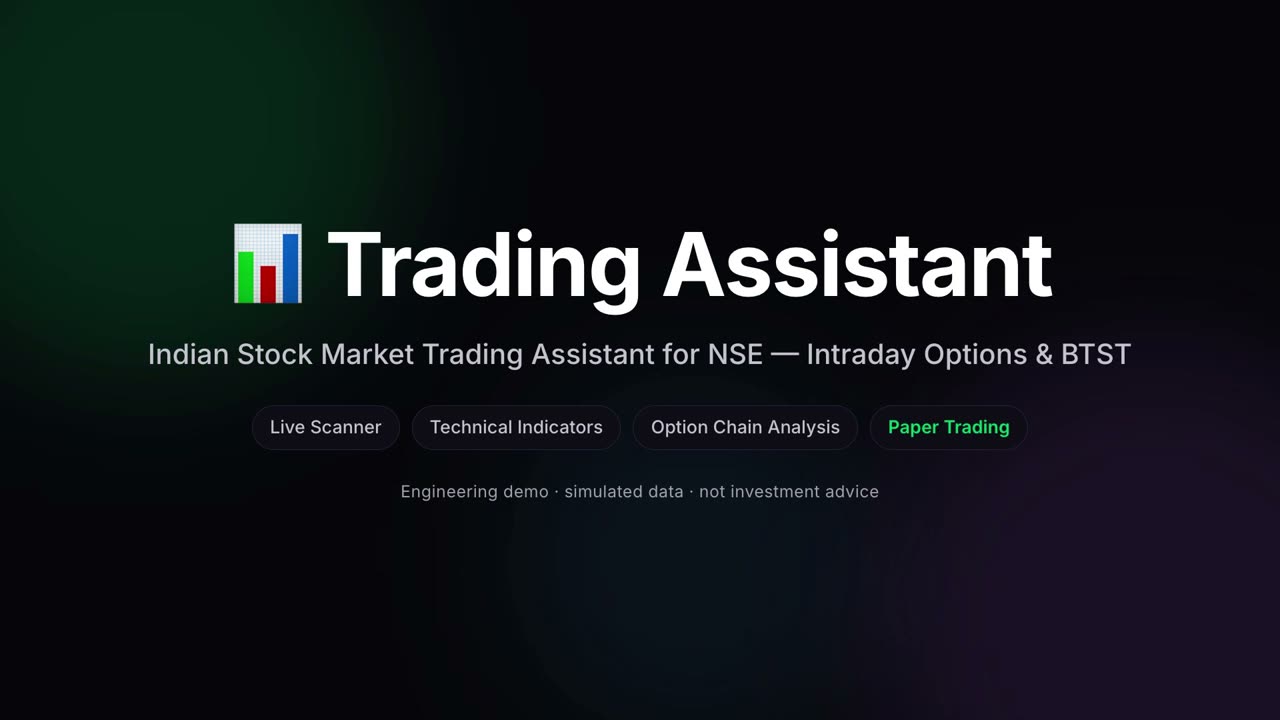 Trading Assistant
Indian Stock Market Trading Assistant for NSE — Intraday Options & BTST
Live Scanner Technical Indicators Option Chain Analysis Paper Trading
Engineering demo · simulated data · not investment advice